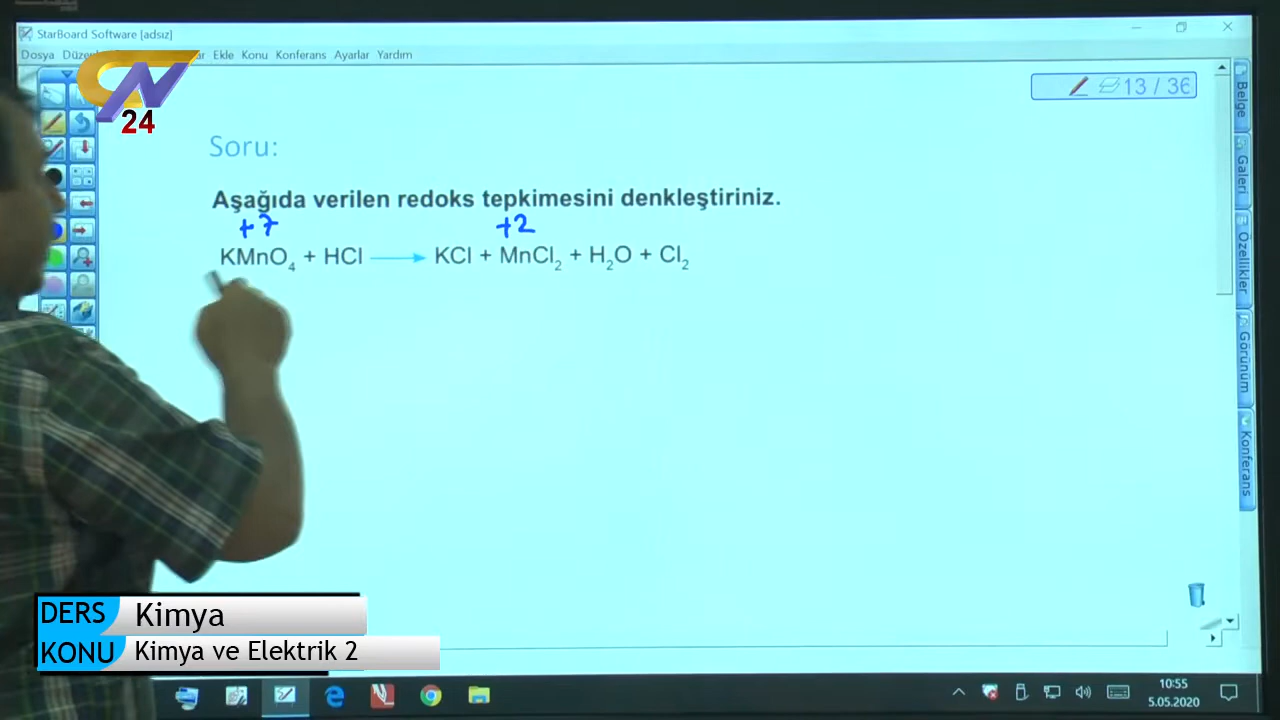 StarBoard Software [adsız]
Dosya Ekle Konu Konferans Ayarlar Yardım
CN
24
13 / 36
Belge
Galeri
Özellikler
Görünüm
Konferans
Soru:
Aşağıda verilen redoks tepkimesini denkleştiriniz.
+7 +2
KMnO₄ + HCl ⟶ KCl + MnCl₂ + H₂O + Cl₂
DERS Kimya
KONU Kimya ve Elektrik 2
10:55
5.05.2020